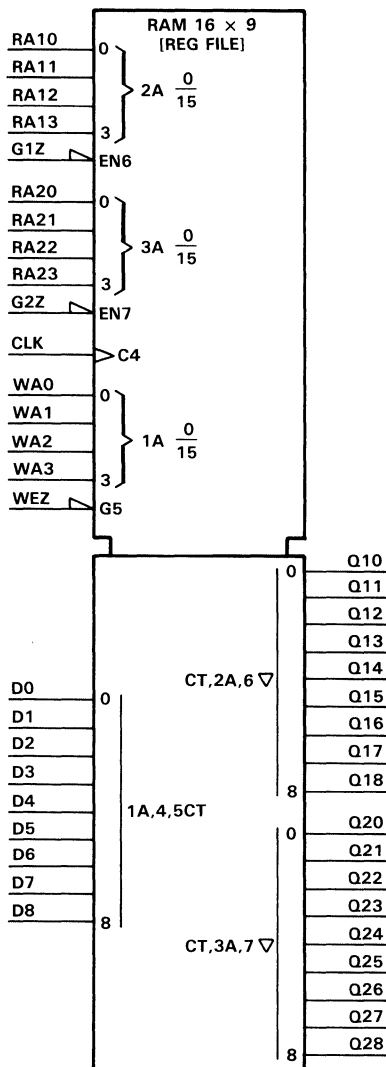 RAM 16 × 9
[REG FILE]
RA10 0
RA11
RA12
RA13 3
2A 0/15
G1Z EN6
RA20 0
RA21
RA22
RA23 3
3A 0/15
G2Z EN7
CLK C4
WA0 0
WA1
WA2
WA3 3
1A 0/15
WEZ G5
D0 0
D1
D2
D3
D4
D5
D6
D7
D8 8
1A,4,5CT
0 Q10
Q11
Q12
Q13
CT,2A,6 ▽ Q14
Q15
Q16
Q17
8 Q18
0 Q20
Q21
Q22
Q23
CT,3A,7 ▽ Q24
Q25
Q26
Q27
8 Q28